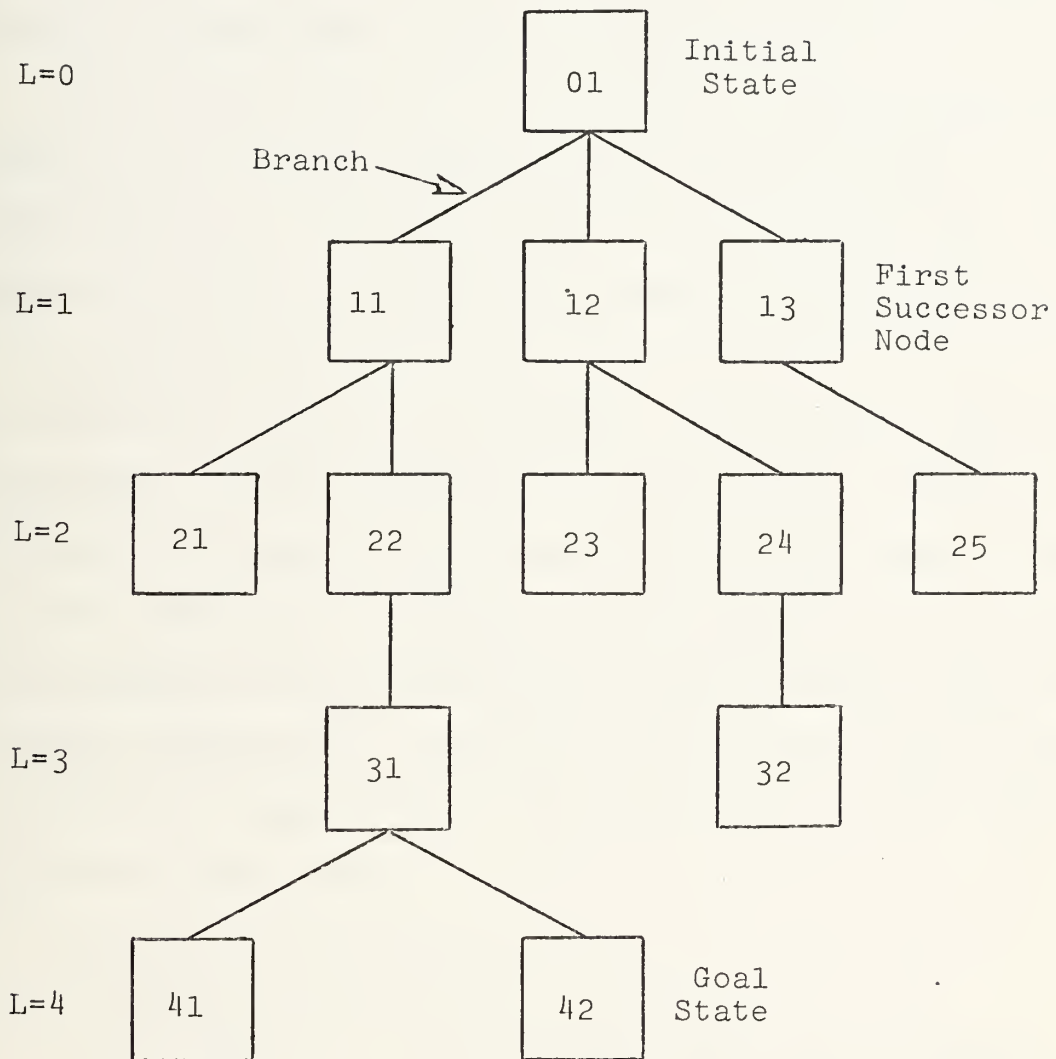 L=0
01
Initial
State
Branch
L=1
11
12
13
First
Successor
Node
L=2
21
22
23
24
25
L=3
31
32
L=4
41
42
Goal
State